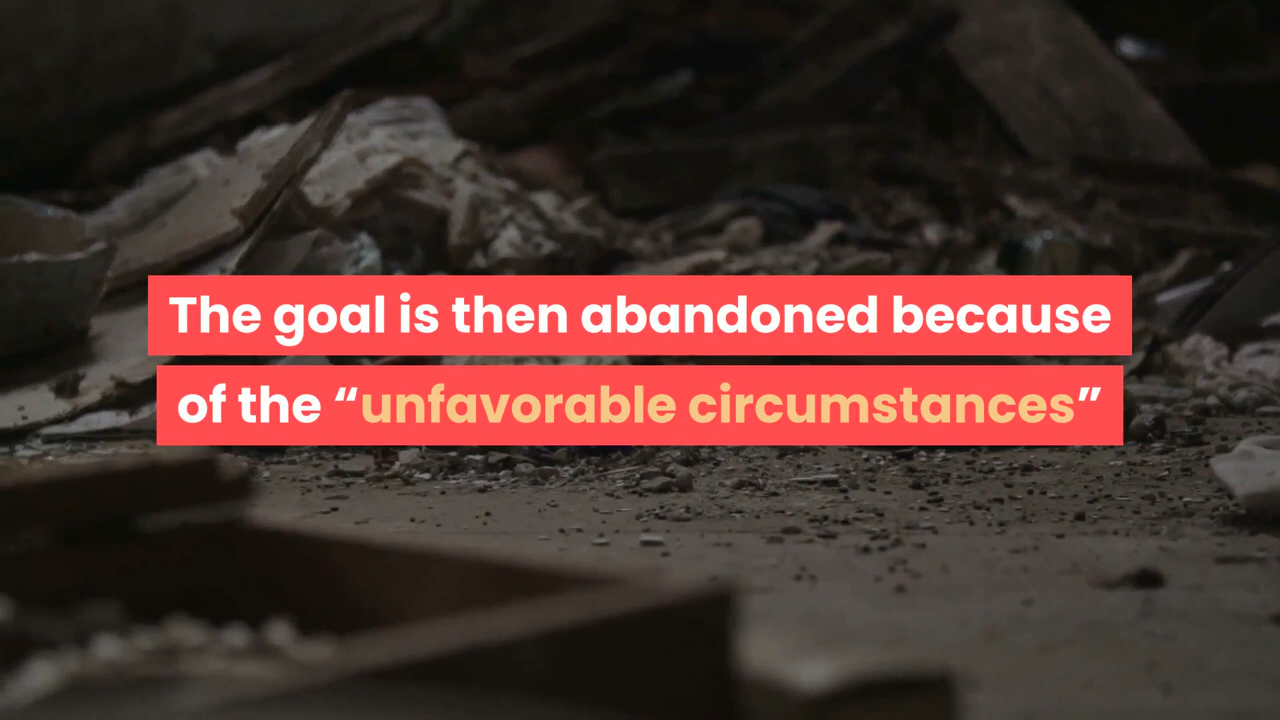 The goal is then abandoned because
of the “unfavorable circumstances”